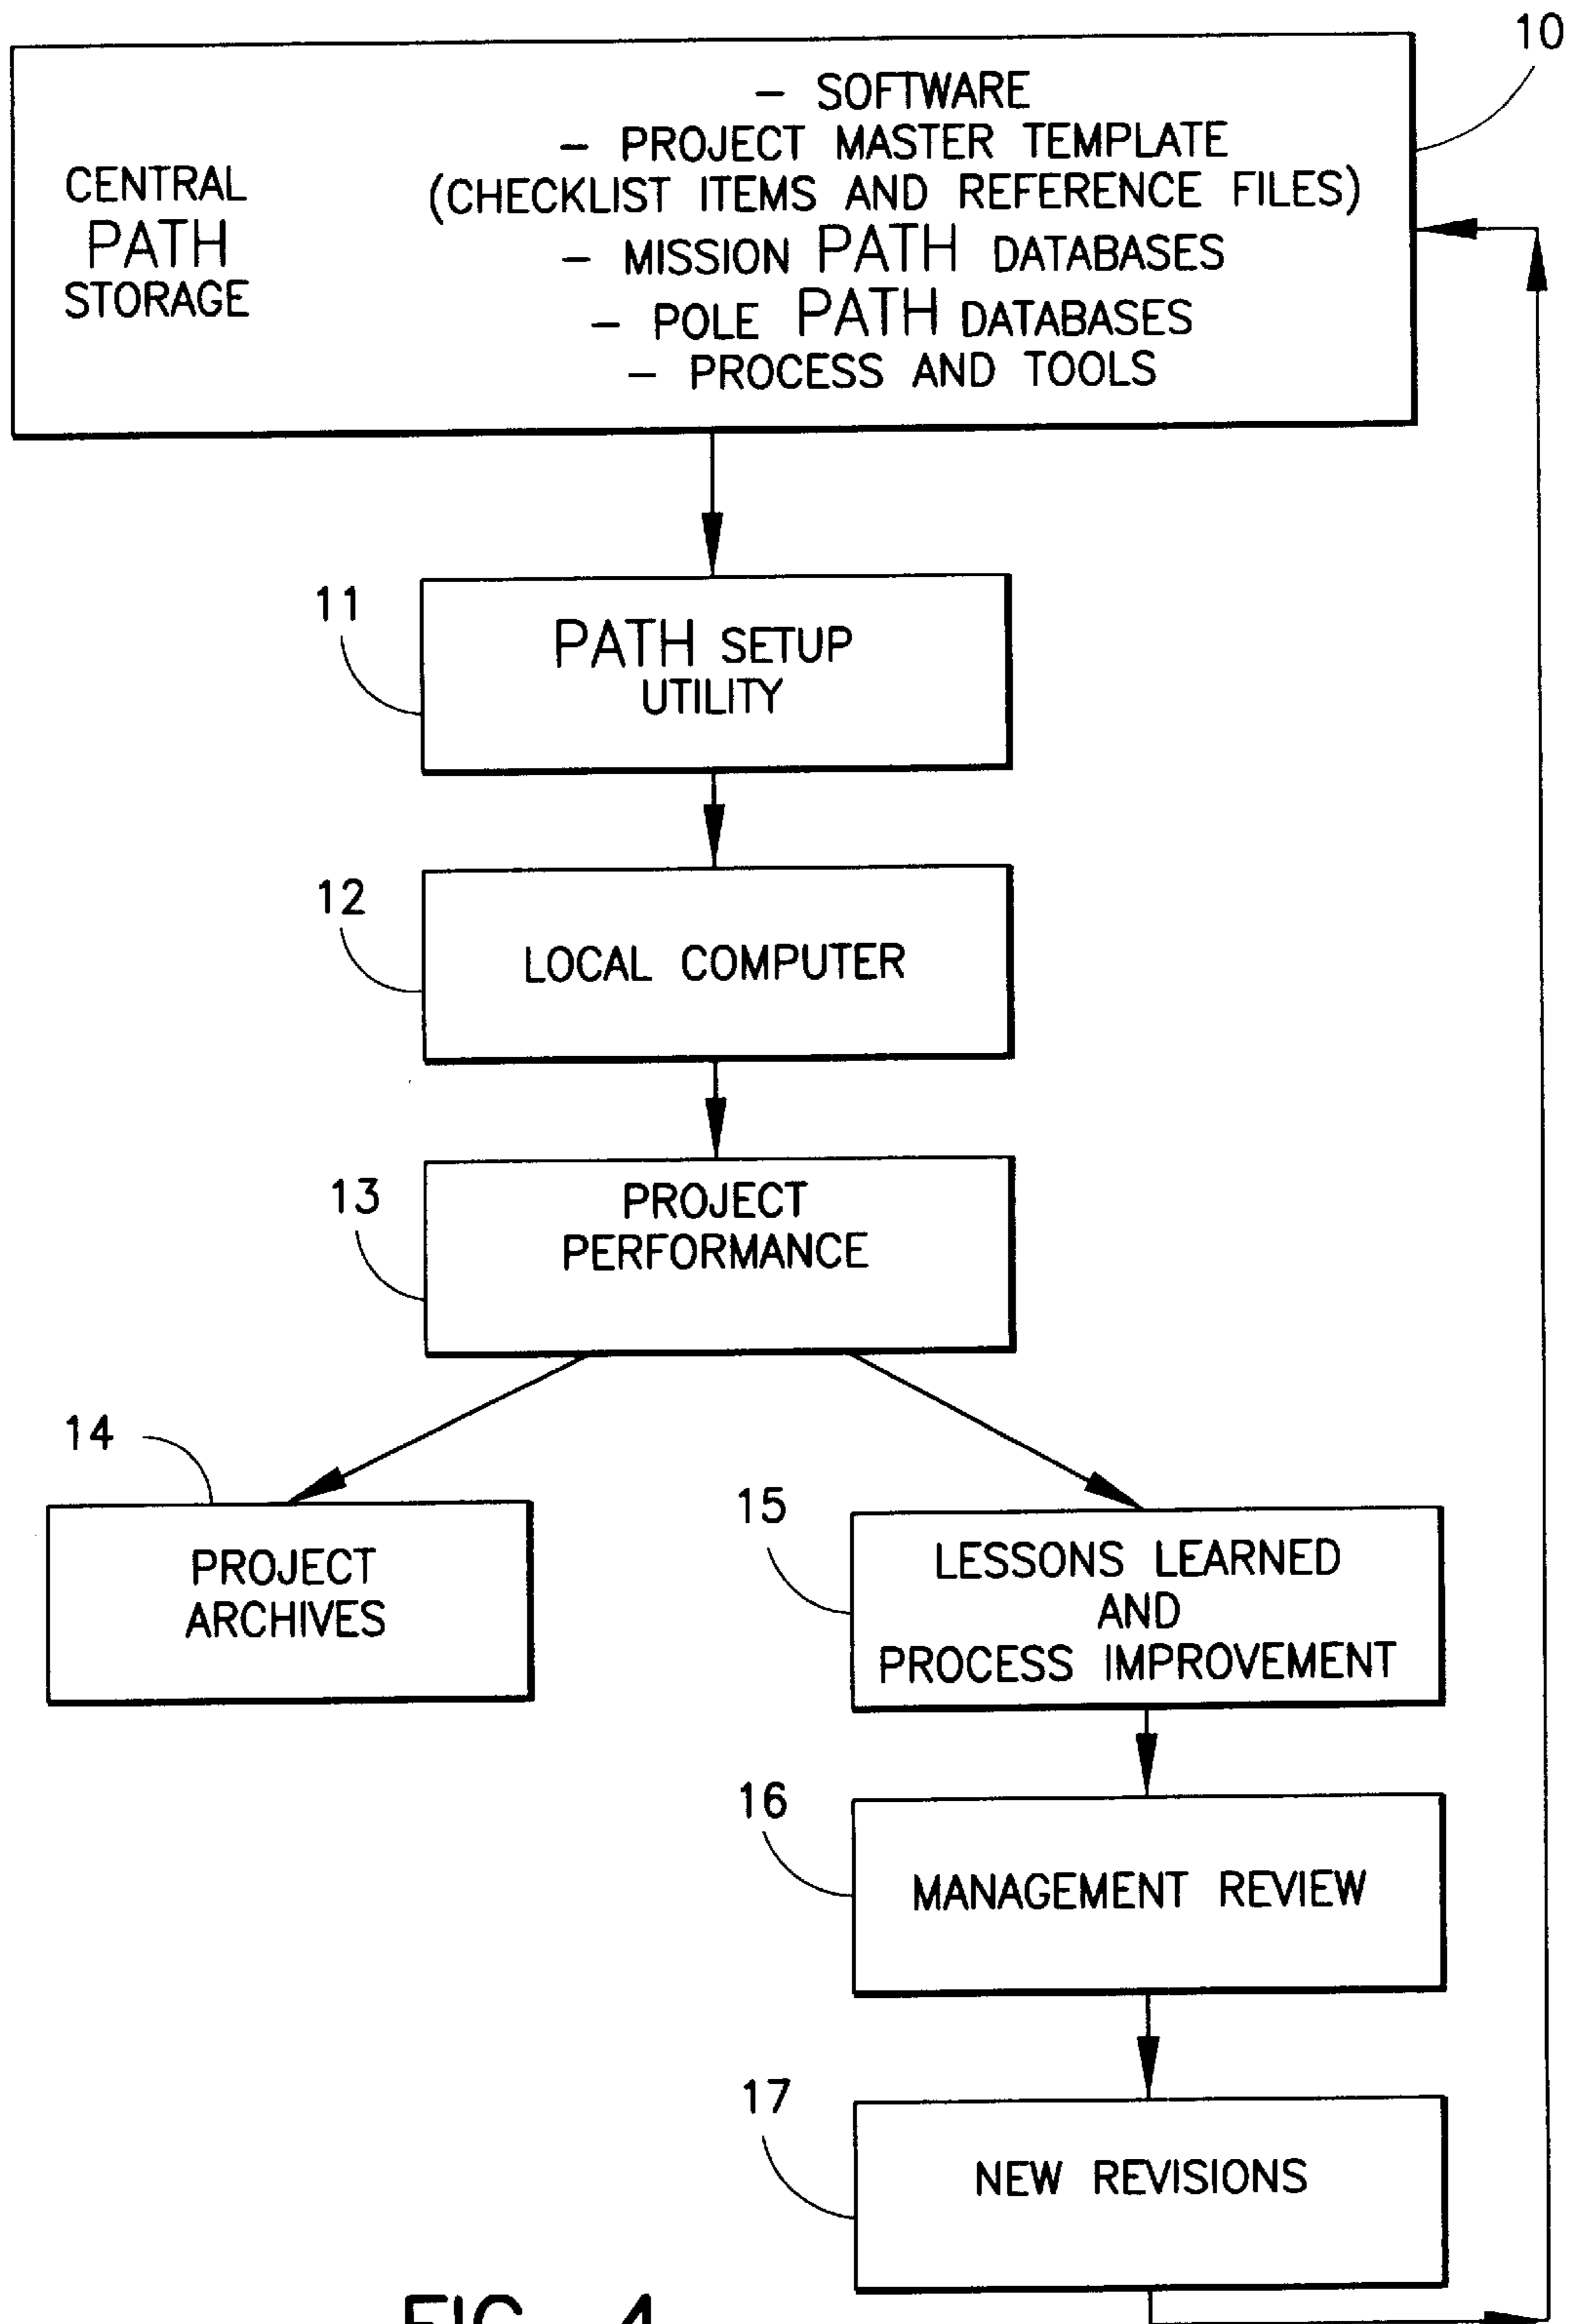 10
CENTRAL
PATH
STORAGE
– SOFTWARE
– PROJECT MASTER TEMPLATE
(CHECKLIST ITEMS AND REFERENCE FILES)
– MISSION PATH DATABASES
– POLE PATH DATABASES
– PROCESS AND TOOLS
11
PATH SETUP
UTILITY
12
LOCAL COMPUTER
13
PROJECT
PERFORMANCE
14
PROJECT
ARCHIVES
15
LESSONS LEARNED
AND
PROCESS IMPROVEMENT
16
MANAGEMENT REVIEW
17
NEW REVISIONS
FIG. 4